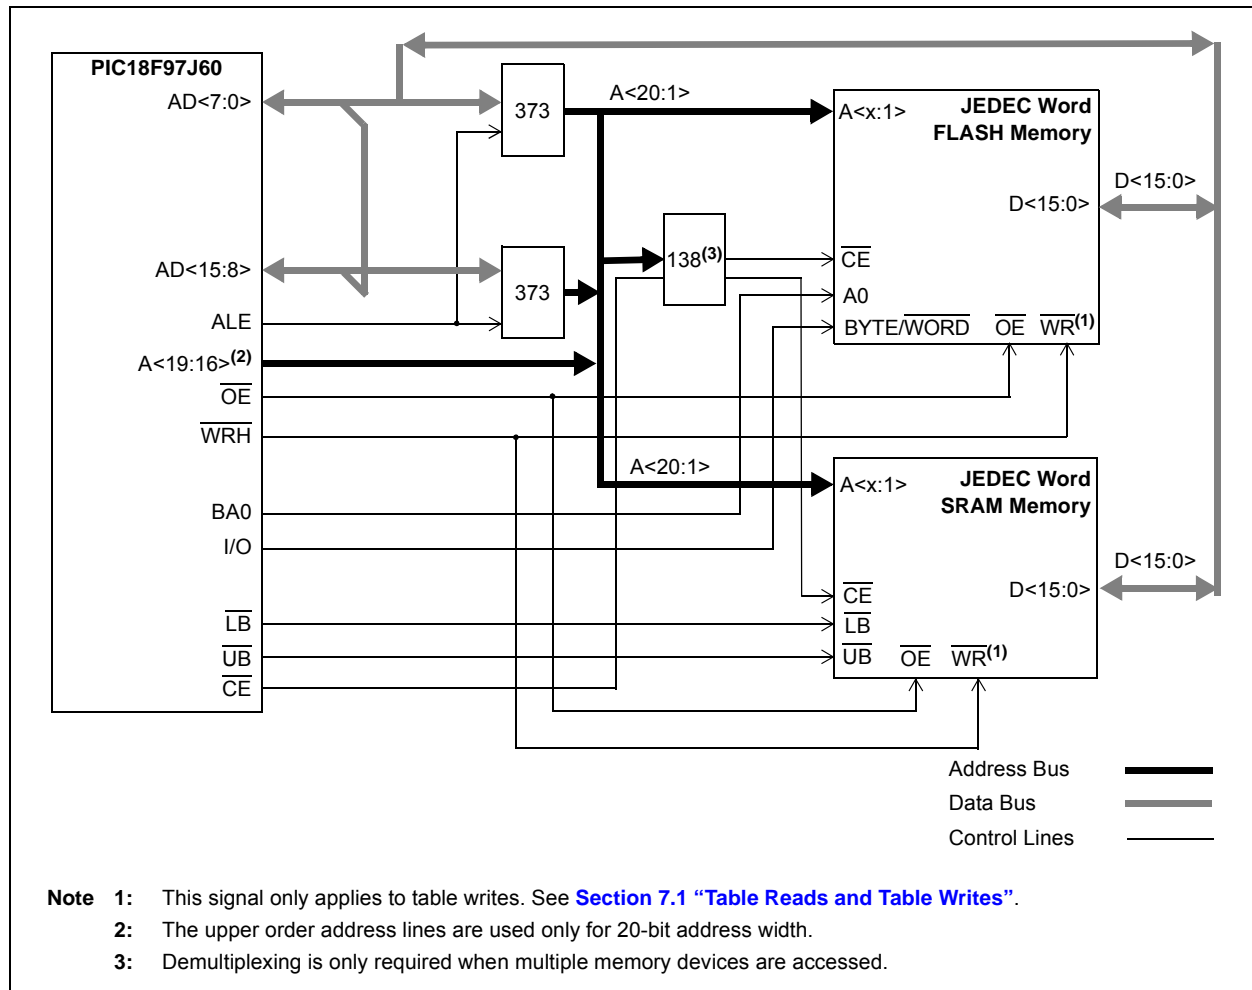 PIC18F97J60
AD<7:0>
AD<15:8>
ALE
A<19:16>(2)
OE
WRH
BA0
I/O
LB
UB
CE
373
373
138(3)
A<20:1>
A<x:1>
JEDEC Word
FLASH Memory
D<15:0>
D<15:0>
CE
A0
BYTE/WORD OE WR(1)
A<20:1>
A<x:1>
JEDEC Word
SRAM Memory
D<15:0>
D<15:0>
CE
LB
UB OE WR(1)
Address Bus
Data Bus
Control Lines
Note 1: This signal only applies to table writes. See Section 7.1 “Table Reads and Table Writes”.
2: The upper order address lines are used only for 20-bit address width.
3: Demultiplexing is only required when multiple memory devices are accessed.